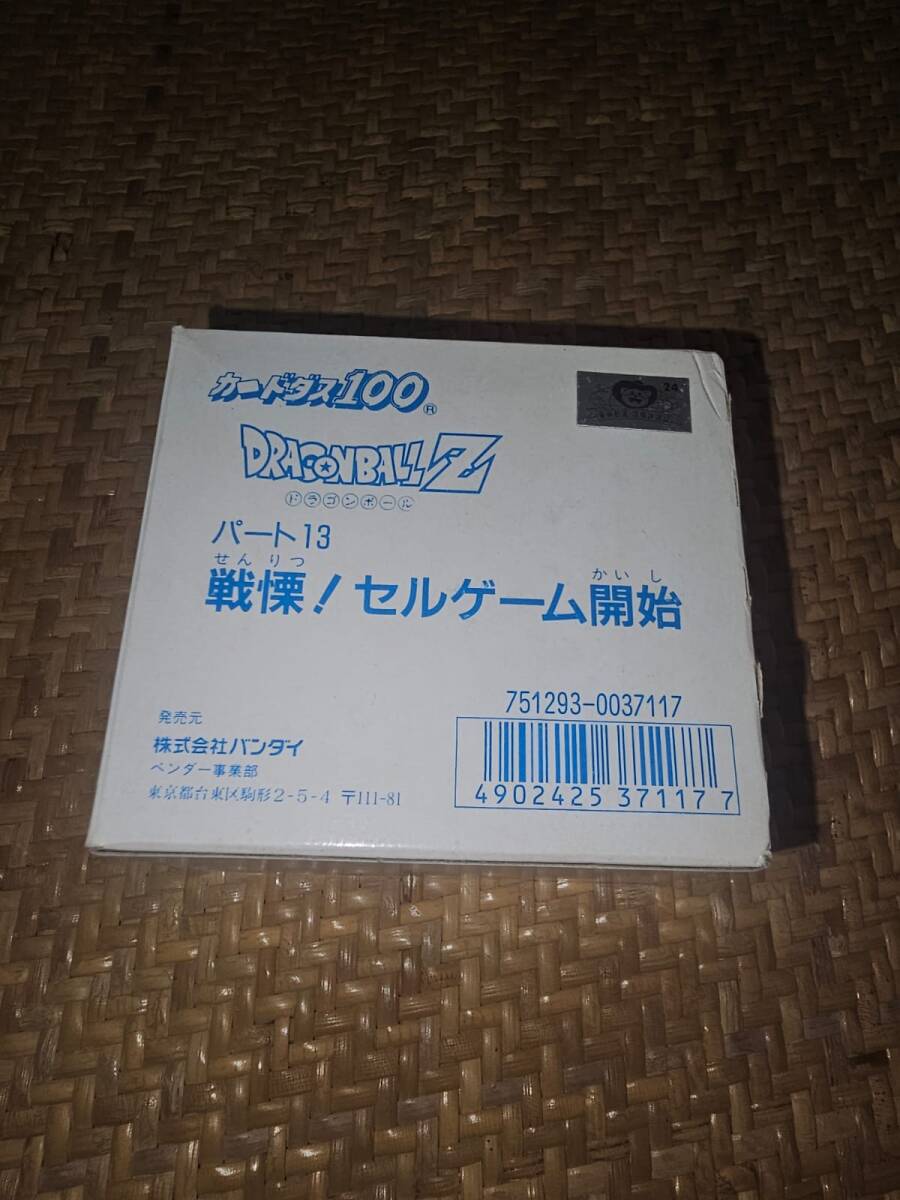 カードダス100®
24
DRAGONBALL Z
ドラゴンボール
パート13
せんりつ かいし
戦慄！セルゲーム開始
751293-0037117
発売元
株式会社バンダイ
ベンダー事業部
東京都台東区駒形2-5-4 〒111-81
4902425 371177